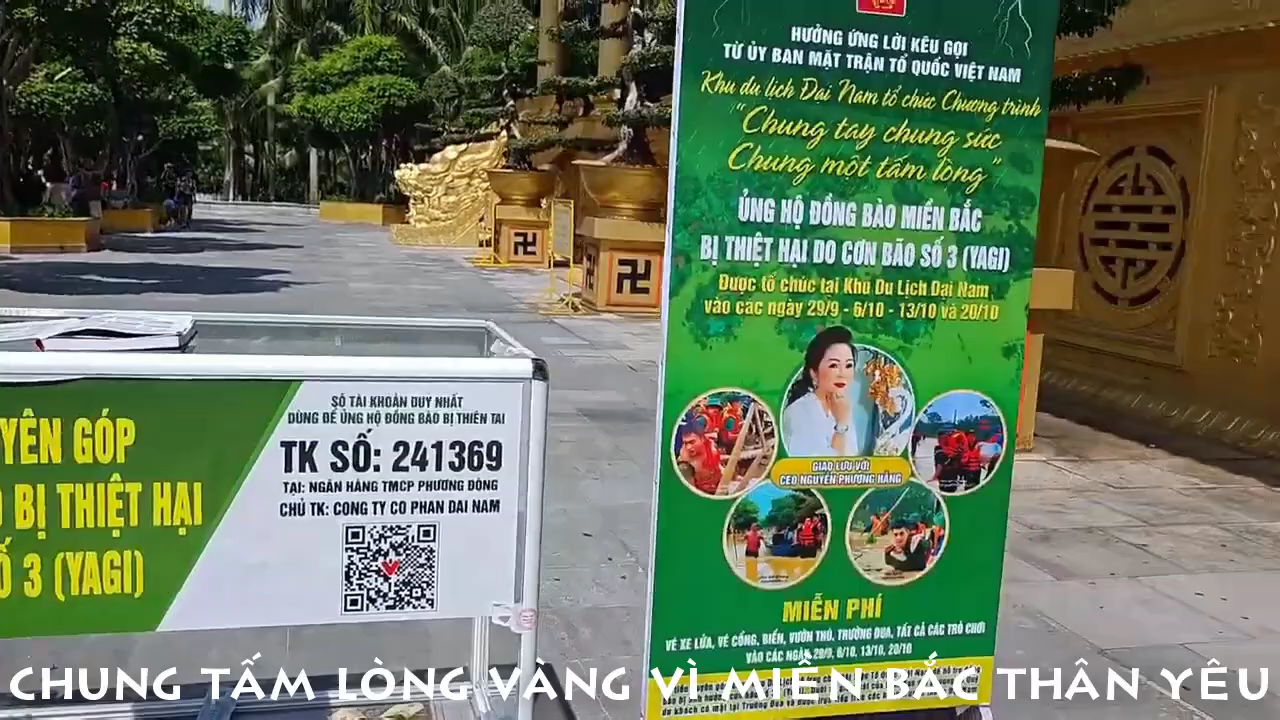 HƯỞNG ỨNG LỜI KÊU GỌI
TỪ ỦY BAN MẶT TRẬN TỔ QUỐC VIỆT NAM
Khu du lịch Đại Nam tổ chức Chương trình
"Chung tay chung sức
Chung một tấm lòng"
ỦNG HỘ ĐỒNG BÀO MIỀN BẮC
BỊ THIỆT HẠI DO CƠN BÃO SỐ 3 (YAGI)
Được tổ chức tại Khu Du Lịch Đại Nam
vào các ngày 29/9 - 6/10 - 13/10 và 20/10
GIAO LƯU VỚI
CEO NGUYỄN PHƯƠNG HẰNG
MIỄN PHÍ
VÉ XE LỬA, VÉ CỔNG, BIỂN, VƯỜN THÚ, TRƯỜNG ĐUA, TẤT CẢ CÁC TRÒ CHƠI
VÀO CÁC NGÀY 29/9, 6/10, 13/10, 20/10
YÊN GÓP
BỊ THIỆT HẠI
Ố 3 (YAGI)
SỐ TÀI KHOẢN DUY NHẤT
DÙNG ĐỂ ỦNG HỘ ĐỒNG BÀO BỊ THIÊN TAI
TK SỐ: 241369
TẠI: NGÂN HÀNG TMCP PHƯƠNG ĐÔNG
CHỦ TK: CONG TY CO PHAN DAI NAM
CHUNG TẤM LÒNG VÀNG VÌ MIỀN BẮC THÂN YÊU